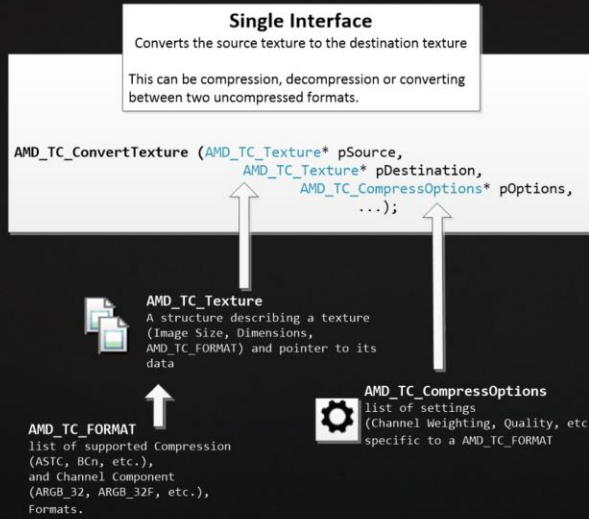 Single Interface
Converts the source texture to the destination texture
This can be compression, decompression or converting
between two uncompressed formats.
AMD_TC_ConvertTexture (AMD_TC_Texture* pSource,
AMD_TC_Texture* pDestination,
AMD_TC_CompressOptions* pOptions,
...);
AMD_TC_Texture
A structure describing a texture
(Image Size, Dimensions,
AMD_TC_FORMAT) and pointer to its
data
AMD_TC_CompressOptions
list of settings
(Channel Weighting, Quality, etc
specific to a AMD_TC_FORMAT
AMD_TC_FORMAT
list of supported Compression
(ASTC, BCn, etc.),
and Channel Component
(ARGB_32, ARGB_32F, etc.),
Formats.